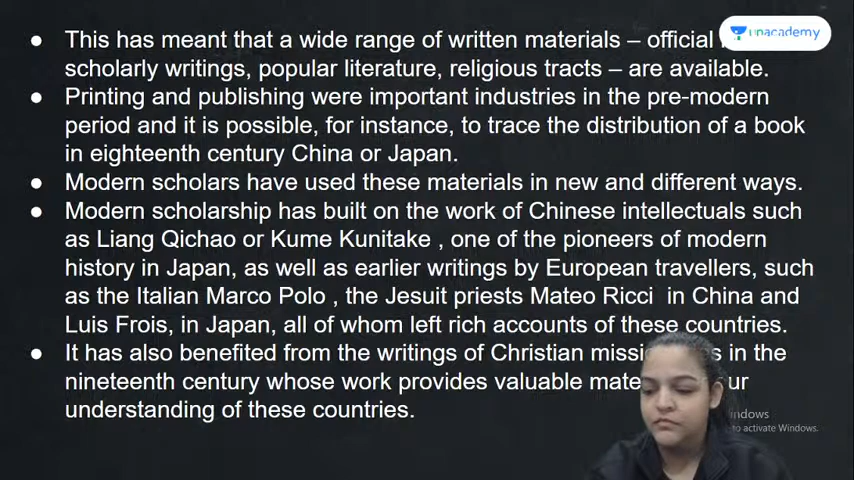 ● This has meant that a wide range of written materials – official
scholarly writings, popular literature, religious tracts – are available.
● Printing and publishing were important industries in the pre-modern
period and it is possible, for instance, to trace the distribution of a book
in eighteenth century China or Japan.
● Modern scholars have used these materials in new and different ways.
● Modern scholarship has built on the work of Chinese intellectuals such
as Liang Qichao or Kume Kunitake , one of the pioneers of modern
history in Japan, as well as earlier writings by European travellers, such
as the Italian Marco Polo , the Jesuit priests Mateo Ricci in China and
Luis Frois, in Japan, all of whom left rich accounts of these countries.
● It has also benefited from the writings of Christian in the
nineteenth century whose work provides valuable
understanding of these countries.
unacademy
to activate Windows.